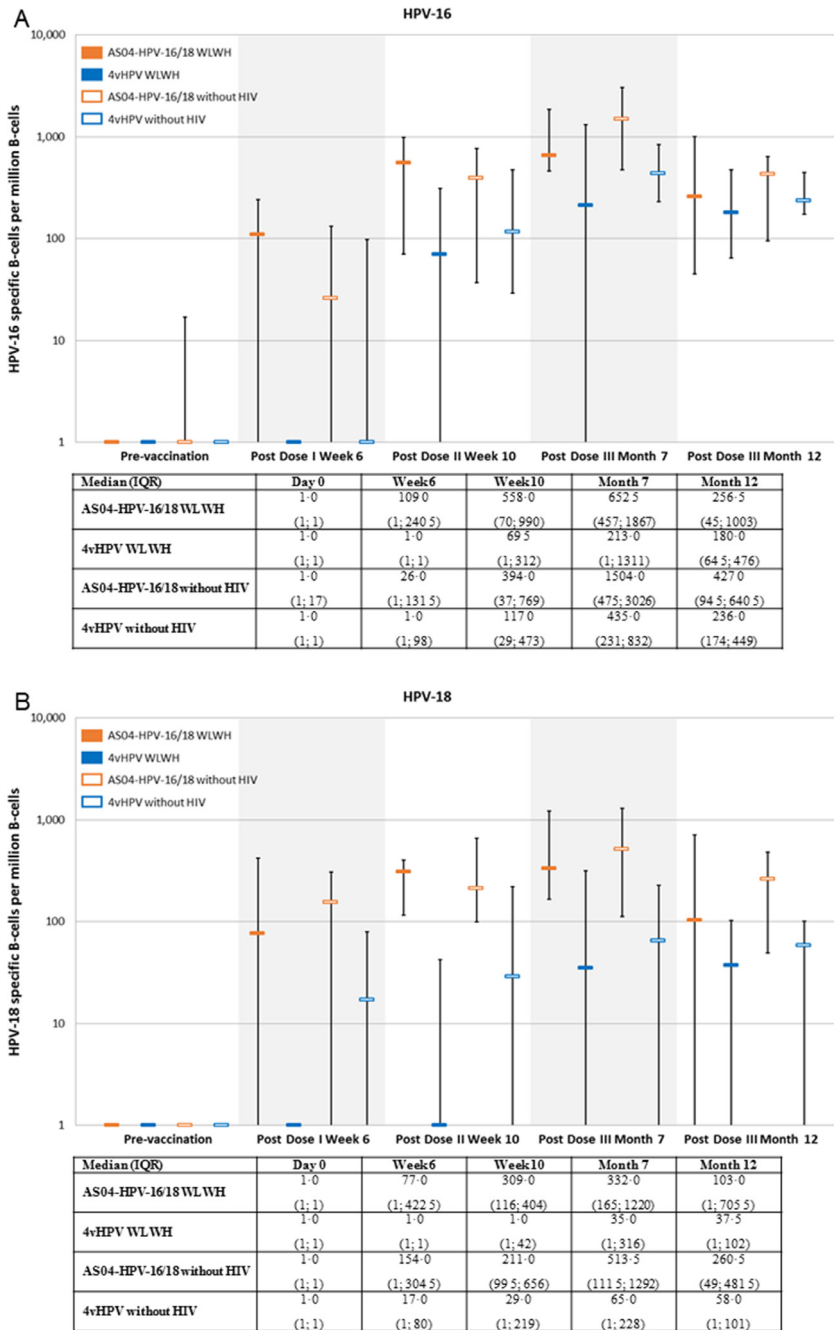 A
HPV-16
10,000
AS04-HPV-16/18 WLWH
4vHPV WLWH
AS04-HPV-16/18 without HIV
4vHPV without HIV
1,000
100
10
1
HPV-16 specific B-cells per million B-cells
Pre-vaccination Post Dose I Week 6 Post Dose II Week 10 Post Dose III Month 7 Post Dose III Month 12
Median (IQR) Day 0 Week6 Week10 Month 7 Month 12
AS04-HPV-16/18 WLWH 1·0 109 0 558·0 652 5 256·5
(1; 1) (1; 240 5) (70; 990) (457; 1867) (45; 1003)
4vHPV WLWH 1·0 1·0 69 5 213·0 180·0
(1; 1) (1; 1) (1; 312) (1; 1311) (64 5; 476)
AS04-HPV-16/18 without HIV 1·0 26·0 394·0 1504·0 427 0
(1; 17) (1; 131 5) (37; 769) (475; 3026) (94 5; 640 5)
4vHPV without HIV 1·0 1·0 117 0 435·0 236·0
(1; 1) (1; 98) (29; 473) (231; 832) (174; 449)
B
HPV-18
10,000
AS04-HPV-16/18 WLWH
4vHPV WLWH
AS04-HPV-16/18 without HIV
4vHPV without HIV
1,000
100
10
1
HPV-18 specific B-cells per million B-cells
Pre-vaccination Post Dose I Week 6 Post Dose II Week 10 Post Dose III Month 7 Post Dose III Month 12
Median (IQR) Day 0 Week6 Week10 Month 7 Month 12
AS04-HPV-16/18 WLWH 1·0 77·0 309·0 332·0 103·0
(1; 1) (1; 422 5) (116; 404) (165; 1220) (1; 705 5)
4vHPV WLWH 1·0 1·0 1·0 35·0 37·5
(1; 1) (1; 1) (1; 42) (1; 316) (1; 102)
AS04-HPV-16/18 without HIV 1·0 154·0 211·0 513·5 260·5
(1; 1) (1; 304 5) (99 5; 656) (111 5; 1292) (49; 481 5)
4vHPV without HIV 1·0 17·0 29·0 65·0 58·0
(1; 1) (1; 80) (1; 219) (1; 228) (1; 101)